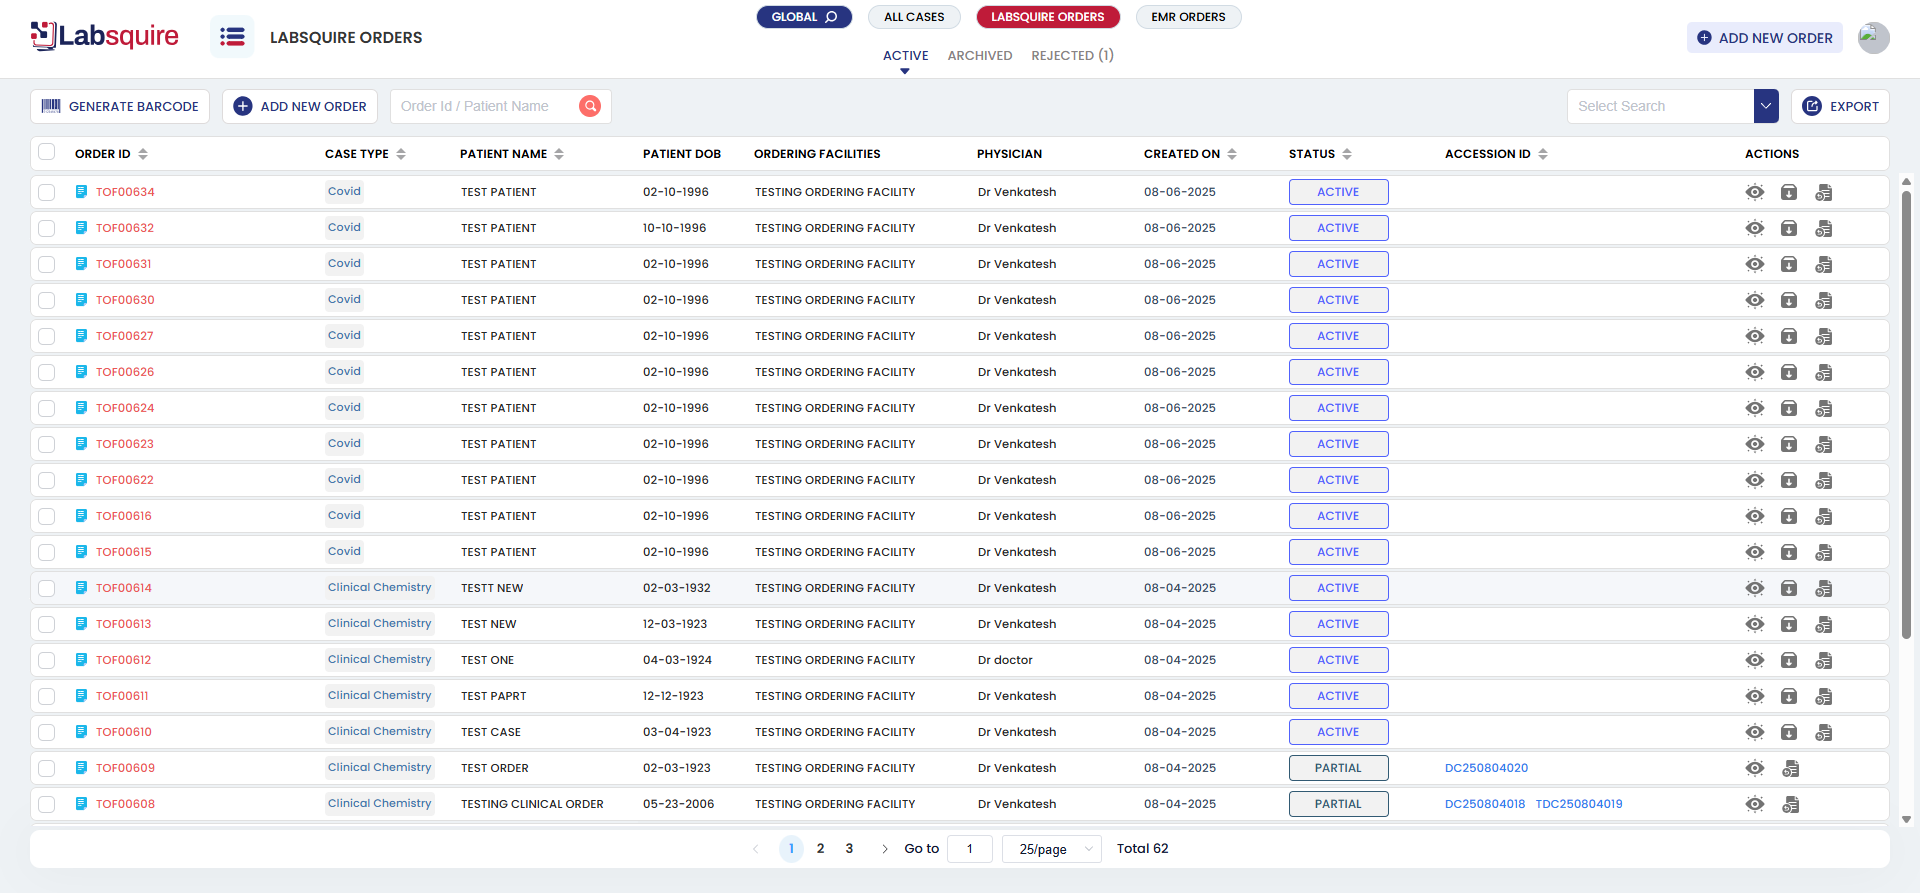 Labsquire
LABSQUIRE ORDERS
GLOBAL ALL CASES LABSQUIRE ORDERS EMR ORDERS
ACTIVE ARCHIVED REJECTED (1)
ADD NEW ORDER
GENERATE BARCODE ADD NEW ORDER Order Id / Patient Name Select Search EXPORT
ORDER ID CASE TYPE PATIENT NAME PATIENT DOB ORDERING FACILITIES PHYSICIAN CREATED ON STATUS ACCESSION ID ACTIONS
TOF00634 Covid TEST PATIENT 02-10-1996 TESTING ORDERING FACILITY Dr Venkatesh 08-06-2025 ACTIVE
TOF00632 Covid TEST PATIENT 10-10-1996 TESTING ORDERING FACILITY Dr Venkatesh 08-06-2025 ACTIVE
TOF00631 Covid TEST PATIENT 02-10-1996 TESTING ORDERING FACILITY Dr Venkatesh 08-06-2025 ACTIVE
TOF00630 Covid TEST PATIENT 02-10-1996 TESTING ORDERING FACILITY Dr Venkatesh 08-06-2025 ACTIVE
TOF00627 Covid TEST PATIENT 02-10-1996 TESTING ORDERING FACILITY Dr Venkatesh 08-06-2025 ACTIVE
TOF00626 Covid TEST PATIENT 02-10-1996 TESTING ORDERING FACILITY Dr Venkatesh 08-06-2025 ACTIVE
TOF00624 Covid TEST PATIENT 02-10-1996 TESTING ORDERING FACILITY Dr Venkatesh 08-06-2025 ACTIVE
TOF00623 Covid TEST PATIENT 02-10-1996 TESTING ORDERING FACILITY Dr Venkatesh 08-06-2025 ACTIVE
TOF00622 Covid TEST PATIENT 02-10-1996 TESTING ORDERING FACILITY Dr Venkatesh 08-06-2025 ACTIVE
TOF00616 Covid TEST PATIENT 02-10-1996 TESTING ORDERING FACILITY Dr Venkatesh 08-06-2025 ACTIVE
TOF00615 Covid TEST PATIENT 02-10-1996 TESTING ORDERING FACILITY Dr Venkatesh 08-06-2025 ACTIVE
TOF00614 Clinical Chemistry TESTT NEW 02-03-1932 TESTING ORDERING FACILITY Dr Venkatesh 08-04-2025 ACTIVE
TOF00613 Clinical Chemistry TEST NEW 12-03-1923 TESTING ORDERING FACILITY Dr Venkatesh 08-04-2025 ACTIVE
TOF00612 Clinical Chemistry TEST ONE 04-03-1924 TESTING ORDERING FACILITY Dr doctor 08-04-2025 ACTIVE
TOF00611 Clinical Chemistry TEST PAPRT 12-12-1923 TESTING ORDERING FACILITY Dr Venkatesh 08-04-2025 ACTIVE
TOF00610 Clinical Chemistry TEST CASE 03-04-1923 TESTING ORDERING FACILITY Dr Venkatesh 08-04-2025 ACTIVE
TOF00609 Clinical Chemistry TEST ORDER 02-03-1923 TESTING ORDERING FACILITY Dr Venkatesh 08-04-2025 PARTIAL DC250804020
TOF00608 Clinical Chemistry TESTING CLINICAL ORDER 05-23-2006 TESTING ORDERING FACILITY Dr Venkatesh 08-04-2025 PARTIAL DC250804018 TDC250804019
1 2 3 Go to 1 25/page Total 62